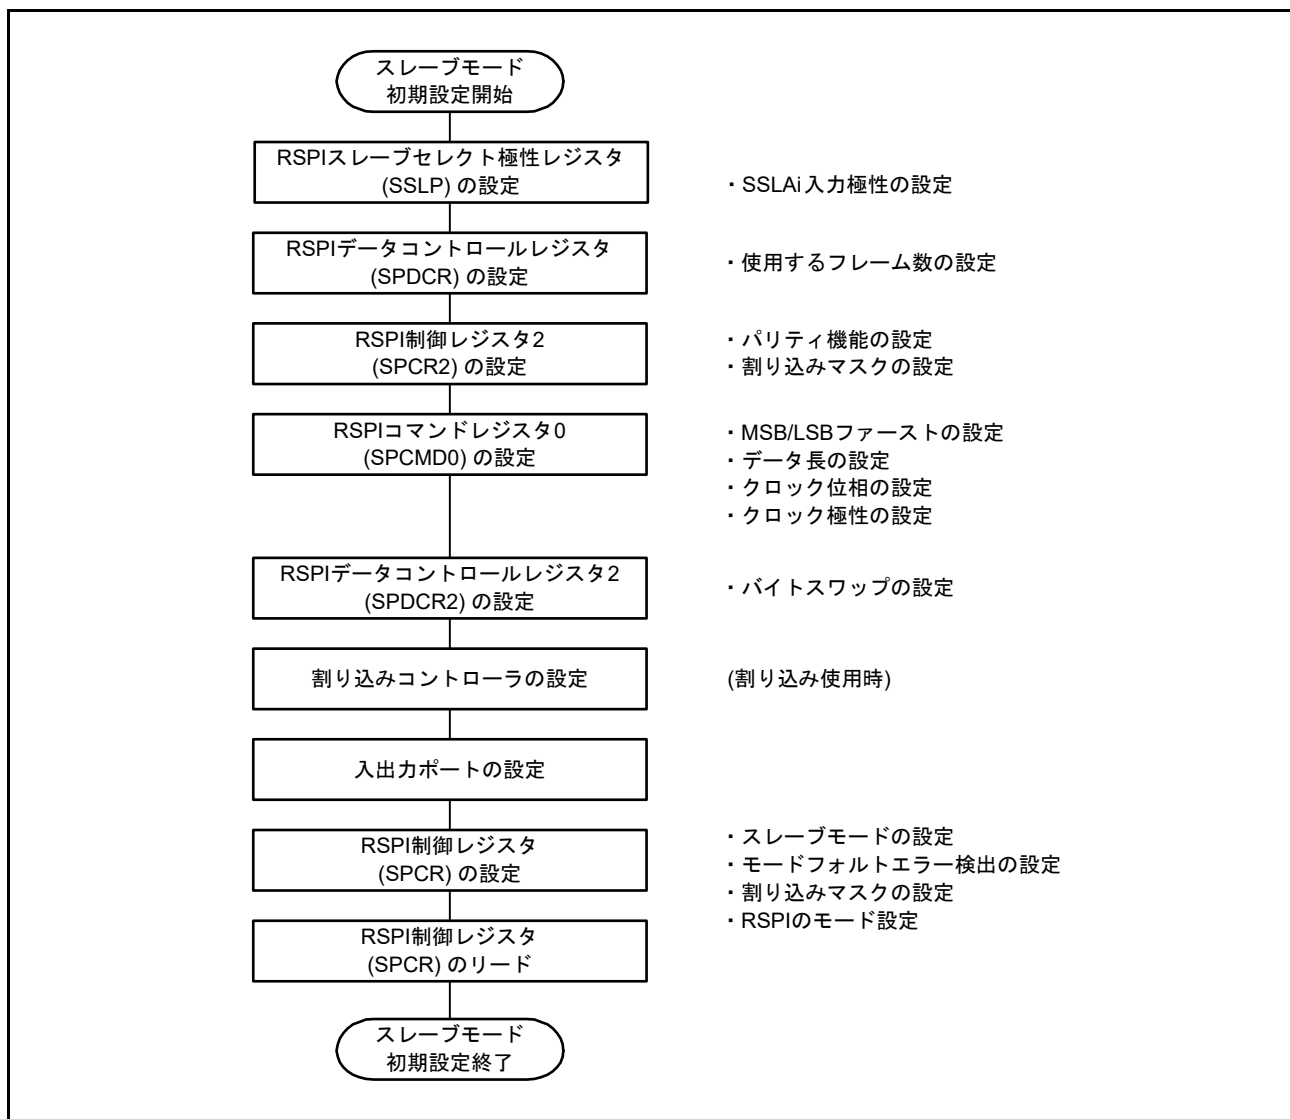 スレーブモード
初期設定開始
RSPIスレーブセレクト極性レジスタ
(SSLP) の設定
・SSLAi 入力極性の設定
RSPIデータコントロールレジスタ
(SPDCR) の設定
・使用するフレーム数の設定
RSPI制御レジスタ2
(SPCR2) の設定
・パリティ機能の設定
・割り込みマスクの設定
RSPIコマンドレジスタ0
(SPCMD0) の設定
・MSB/LSBファーストの設定
・データ長の設定
・クロック位相の設定
・クロック極性の設定
RSPIデータコントロールレジスタ2
(SPDCR2) の設定
・バイトスワップの設定
割り込みコントローラの設定
(割り込み使用時)
入出力ポートの設定
RSPI制御レジスタ
(SPCR) の設定
・スレーブモードの設定
・モードフォルトエラー検出の設定
・割り込みマスクの設定
・RSPIのモード設定
RSPI制御レジスタ
(SPCR) のリード
スレーブモード
初期設定終了